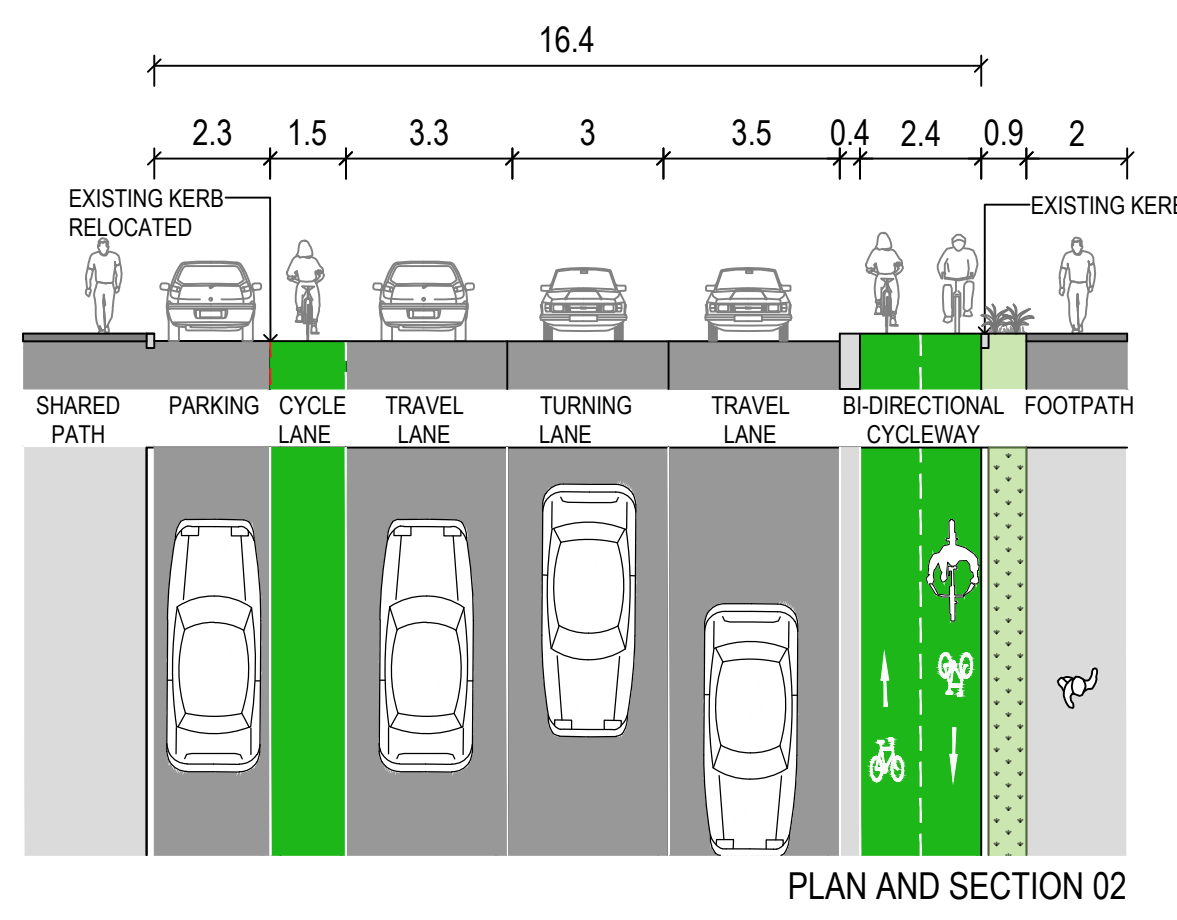 16.4
2.3 1.5 3.3 3 3.5 0.4 2.4 0.9 2
EXISTING KERB
RELOCATED
EXISTING KERB
SHARED
PATH
PARKING
CYCLE
LANE
TRAVEL
LANE
TURNING
LANE
TRAVEL
LANE
BI-DIRECTIONAL
CYCLEWAY
FOOTPATH
PLAN AND SECTION 02